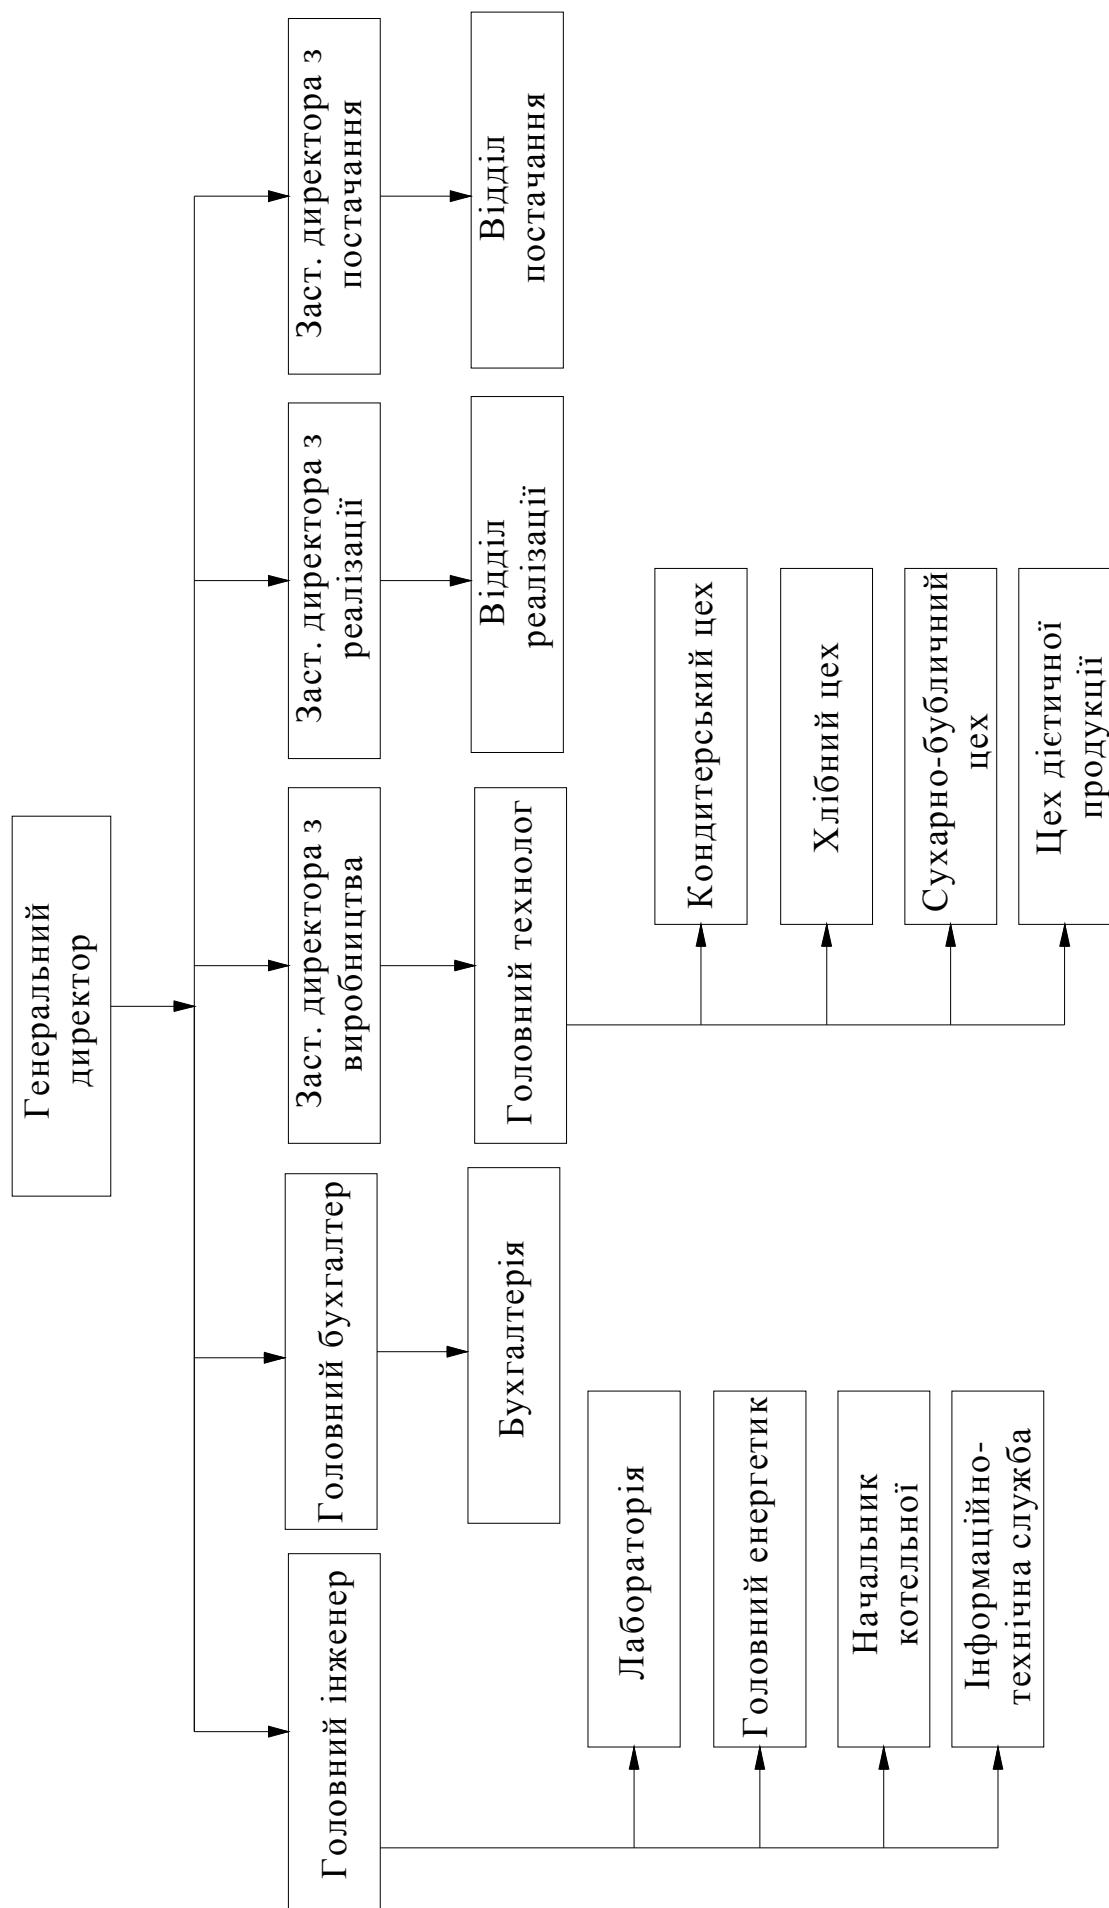 Генеральний
директор
Головний інженер
Головний бухгалтер
Заст. директора з
виробництва
Заст. директора з
реалізації
Заст. директора з
постачання
Бухгалтерія
Головний технолог
Відділ
реалізації
Відділ
постачання
Лабораторія
Головний енергетик
Начальник
котельної
Інформаційно-
технічна служба
Кондитерський цех
Хлібний цех
Сухарно-бубличний
цех
Цех дієтичної
продукції